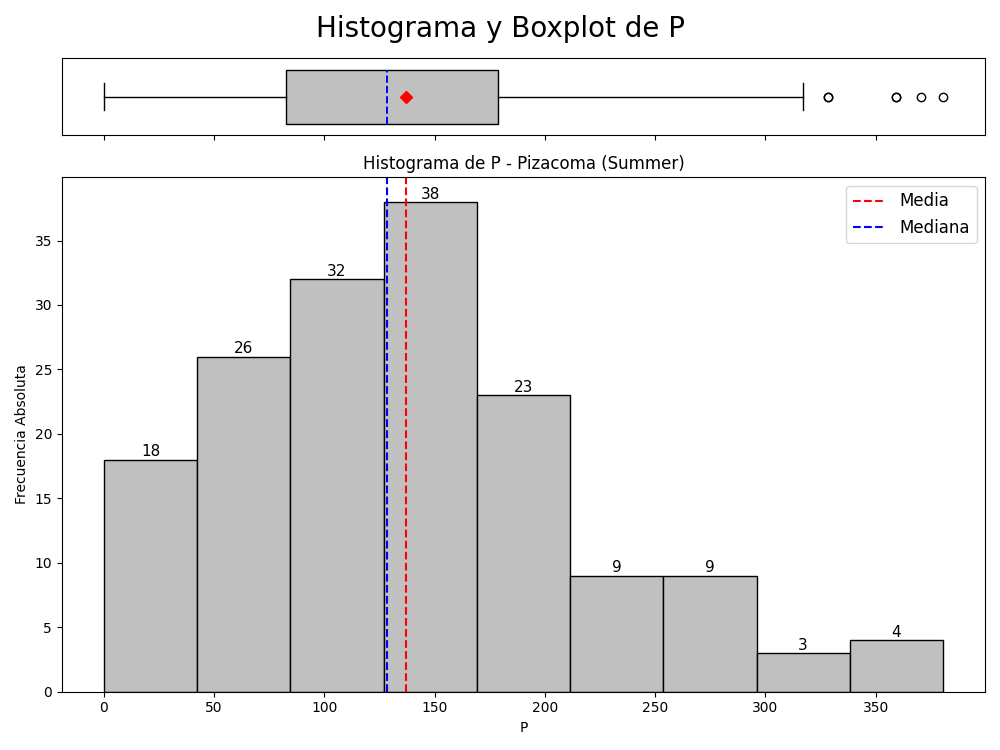 Histograma y Boxplot de P
Histograma de P - Pizacoma (Summer)
Media
Mediana
38
32
26
23
18
9
9
3
4
Frecuencia Absoluta
35
30
25
20
15
10
5
0
0 50 100 150 200 250 300 350
P